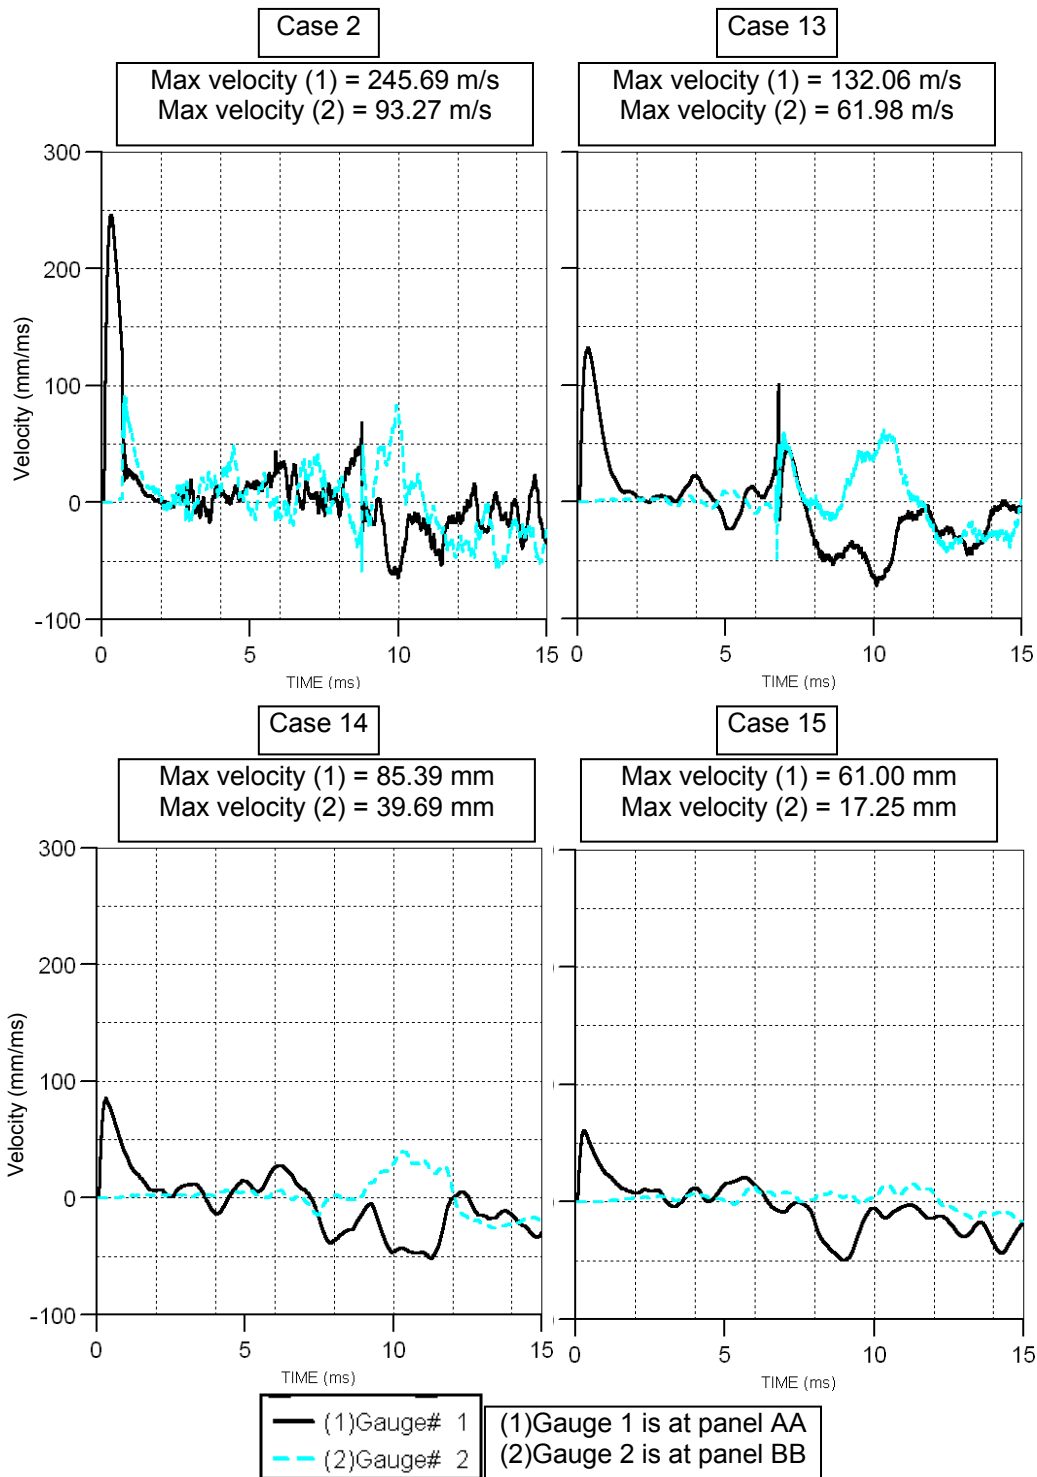 Case 2
Case 13
Max velocity (1) = 245.69 m/s
Max velocity (2) = 93.27 m/s
Max velocity (1) = 132.06 m/s
Max velocity (2) = 61.98 m/s
300
200
100
0
-100
Velocity (mm/ms)
0 5 10 15
TIME (ms)
0 5 10 15
TIME (ms)
Case 14
Case 15
Max velocity (1) = 85.39 mm
Max velocity (2) = 39.69 mm
Max velocity (1) = 61.00 mm
Max velocity (2) = 17.25 mm
300
200
100
0
-100
Velocity (mm/ms)
0 5 10 15
TIME (ms)
0 5 10 15
TIME (ms)
(1)Gauge# 1
(2)Gauge# 2
(1)Gauge 1 is at panel AA
(2)Gauge 2 is at panel BB